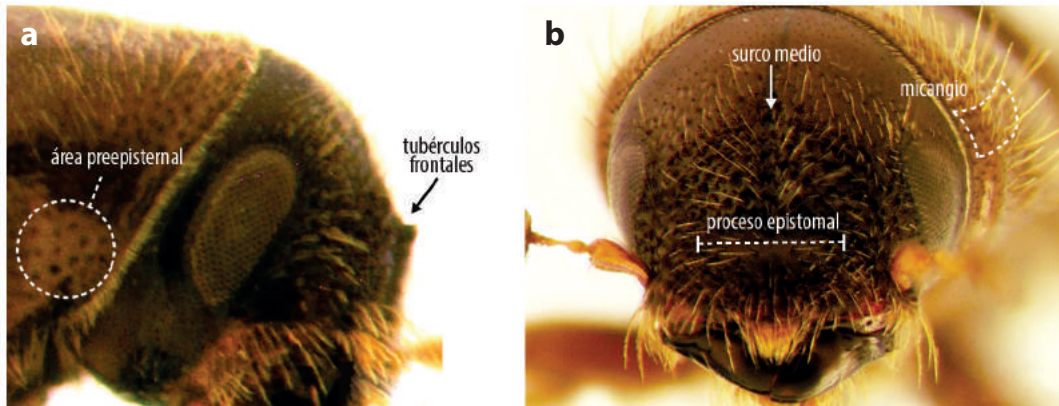 a
área preepisternal
tubérculos
frontales
b
surco medio
micangio
proceso epistomal